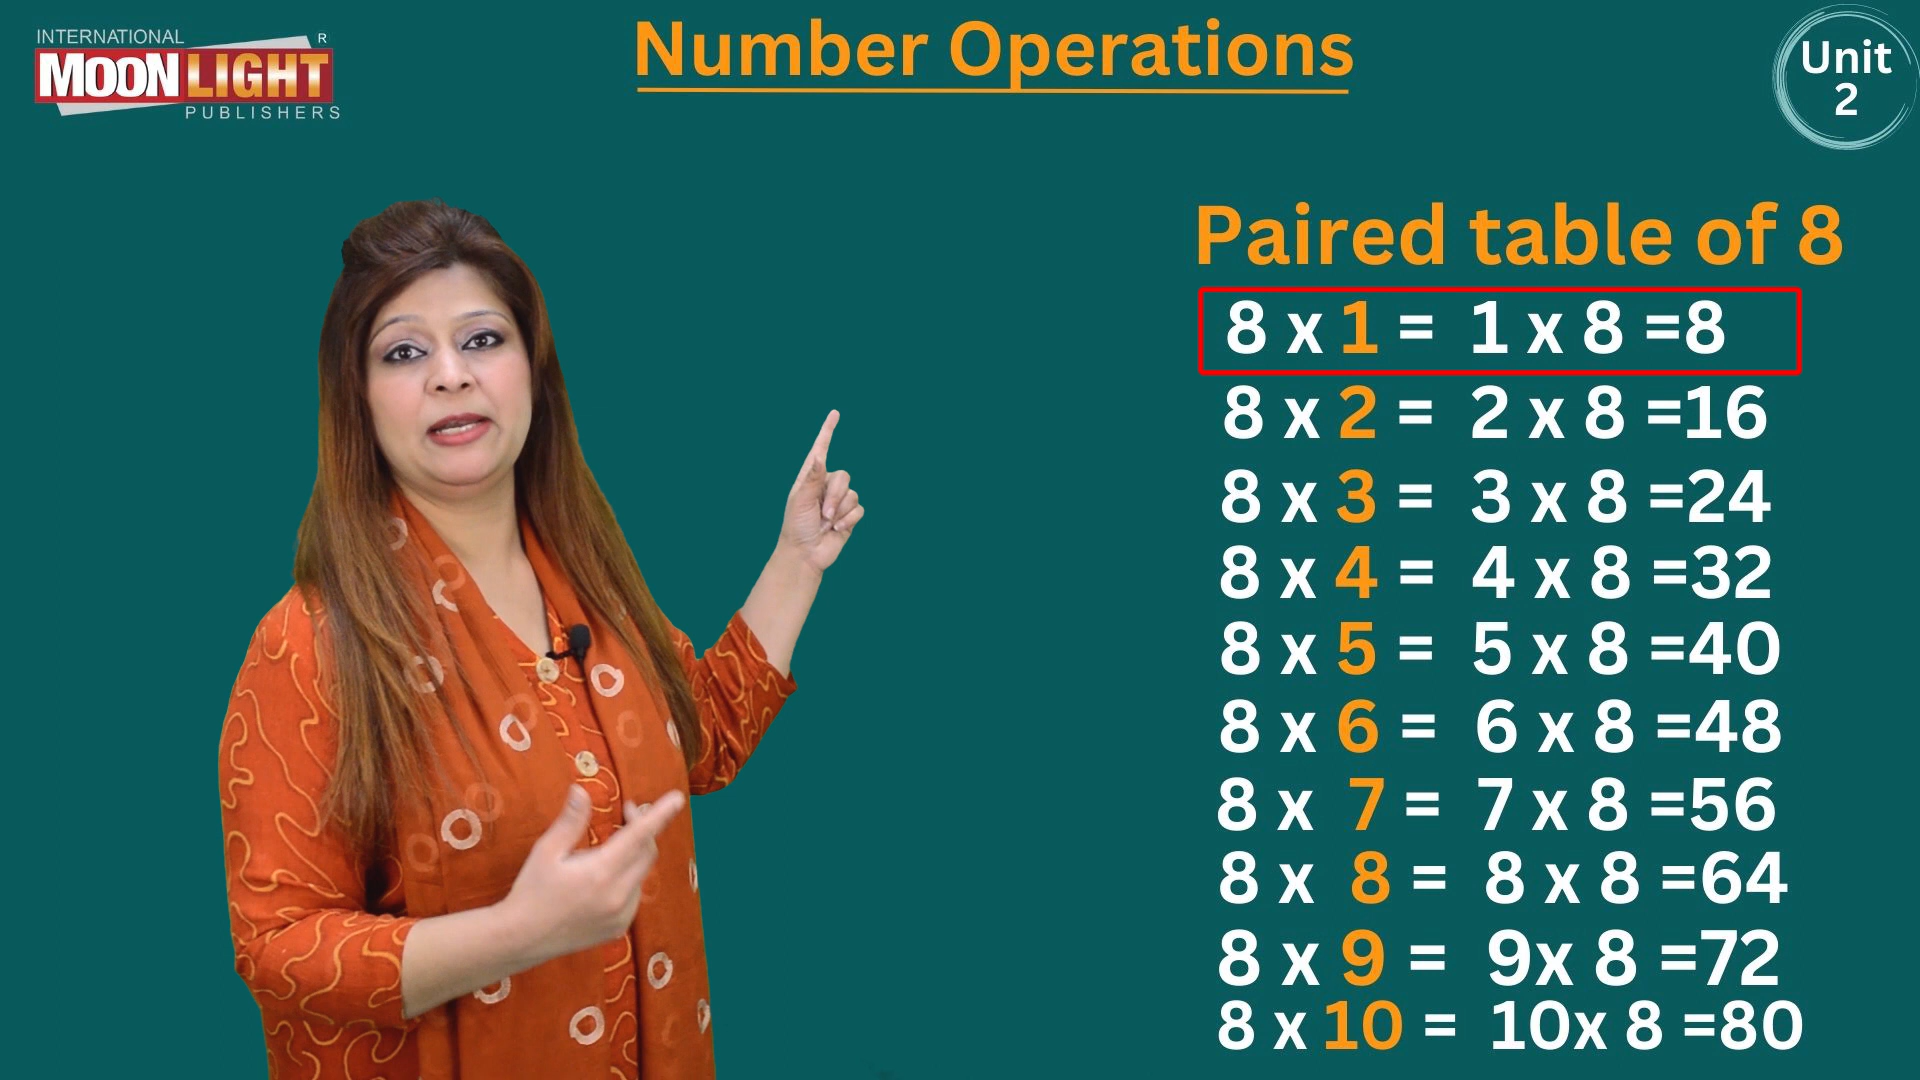 INTERNATIONAL R
MOONLIGHT
PUBLISHERS
Number Operations
Unit
2
Paired table of 8
8 x 1 = 1 x 8 =8
8 x 2 = 2 x 8 =16
8 x 3 = 3 x 8 =24
8 x 4 = 4 x 8 =32
8 x 5 = 5 x 8 =40
8 x 6 = 6 x 8 =48
8 x 7 = 7 x 8 =56
8 x 8 = 8 x 8 =64
8 x 9 = 9x 8 =72
8 x 10 = 10x 8 =80